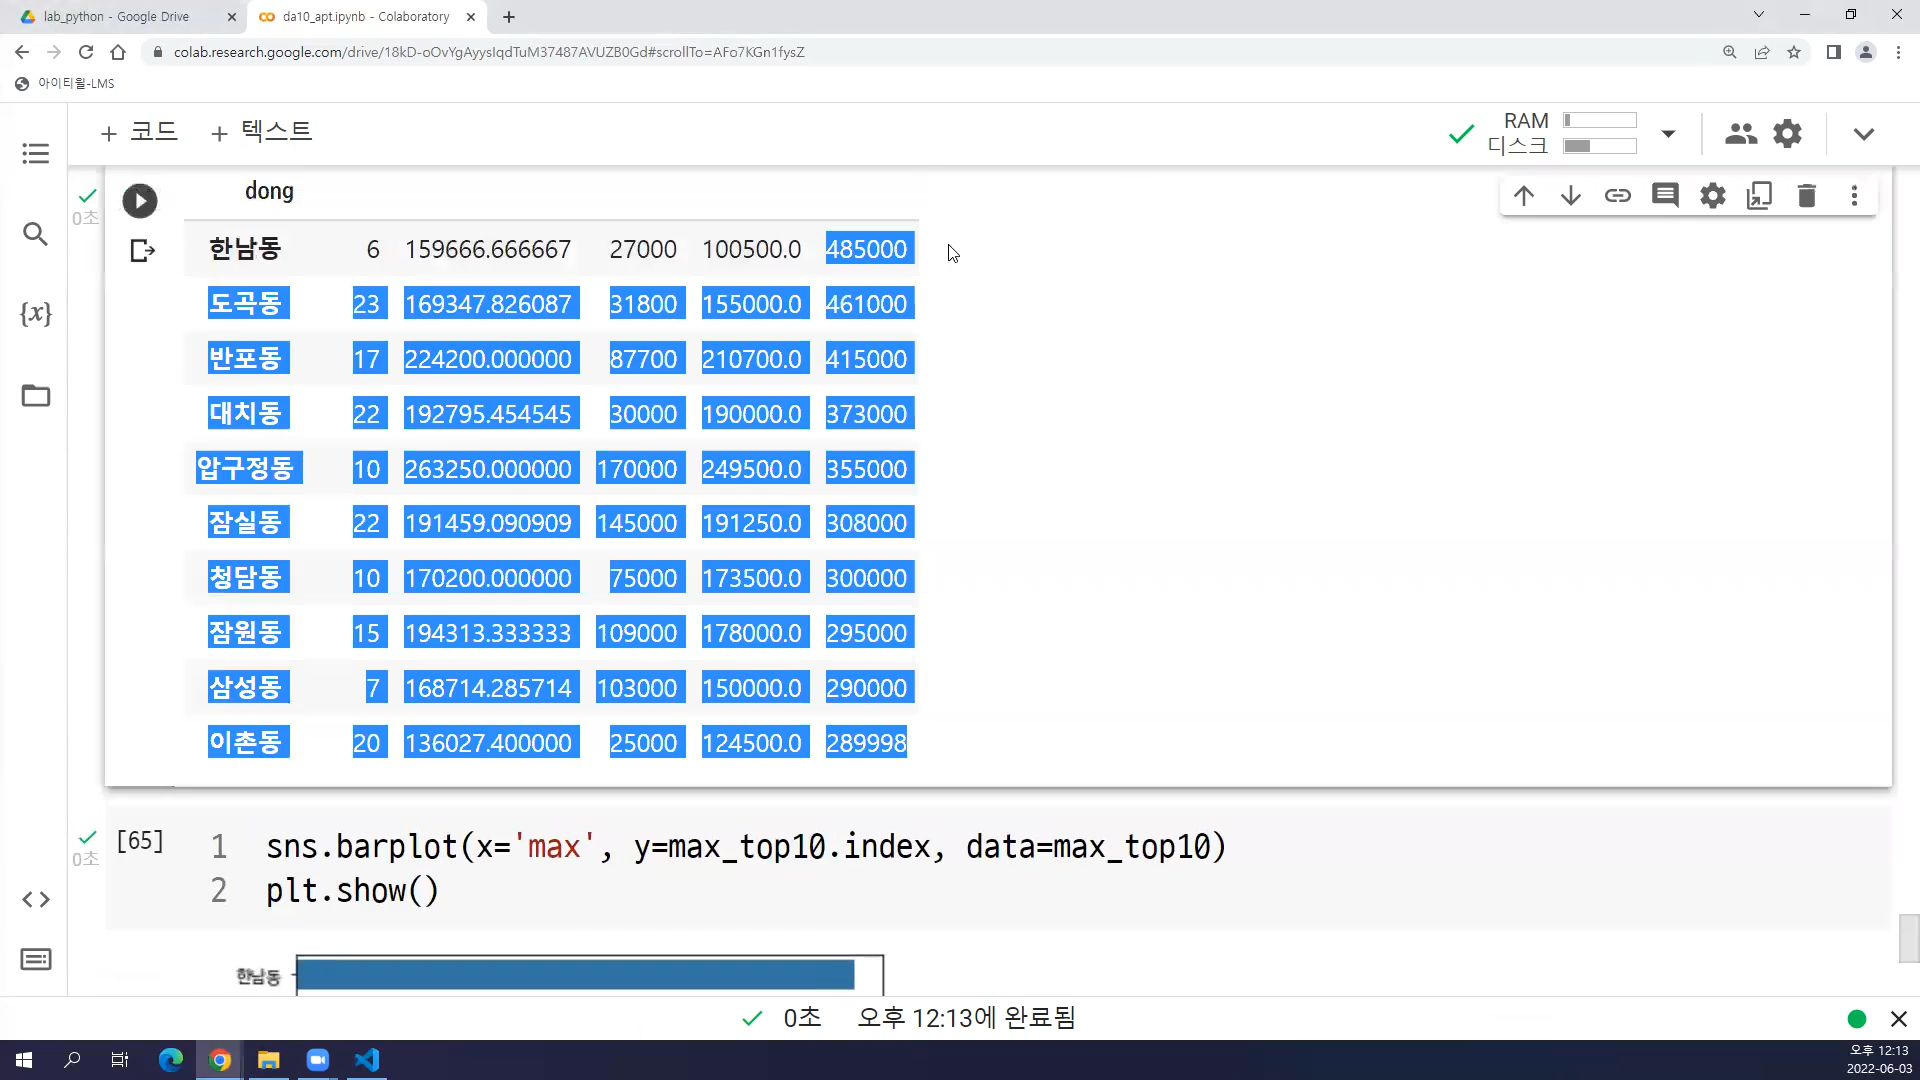 lab_python - Google Drive
da10_apt.ipynb - Colaboratory
colab.research.google.com/drive/18kD-oOvYgAyysIqdTuM37487AVUZB0Gd#scrollTo=AFo7KGn1fysZ
아이티윌-LMS
+ 코드 + 텍스트
RAM
디스크
0초
dong
한남동 6 159666.666667 27000 100500.0 485000
도곡동 23 169347.826087 31800 155000.0 461000
반포동 17 224200.000000 87700 210700.0 415000
대치동 22 192795.454545 30000 190000.0 373000
압구정동 10 263250.000000 170000 249500.0 355000
잠실동 22 191459.090909 145000 191250.0 308000
청담동 10 170200.000000 75000 173500.0 300000
잠원동 15 194313.333333 109000 178000.0 295000
삼성동 7 168714.285714 103000 150000.0 290000
이촌동 20 136027.400000 25000 124500.0 289998
0초
[65]
1 sns.barplot(x='max', y=max_top10.index, data=max_top10)
2 plt.show()
한남동
0초 오후 12:13에 완료됨
오후 12:13
2022-06-03